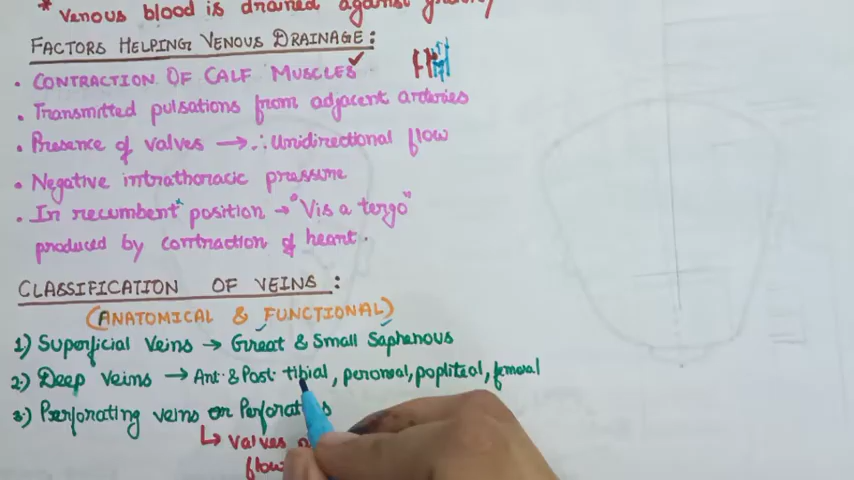 * Venous blood is drained against gravity
FACTORS HELPING VENOUS DRAINAGE:
• CONTRACTION OF CALF MUSCLES
• Transmitted pulsations from adjacent arteries
• Presence of valves → ∴ Unidirectional flow
• Negative intrathoracic pressure
• In recumbent* position → "Vis a tergo"
produced by contraction of heart.
CLASSIFICATION OF VEINS:
(ANATOMICAL & FUNCTIONAL)
1) Superficial Veins → Great & Small Saphenous
2) Deep Veins → Ant. & Post. tibial, peroneal, popliteal, femoral
3) Perforating veins or Perforators
↳ valves
flow